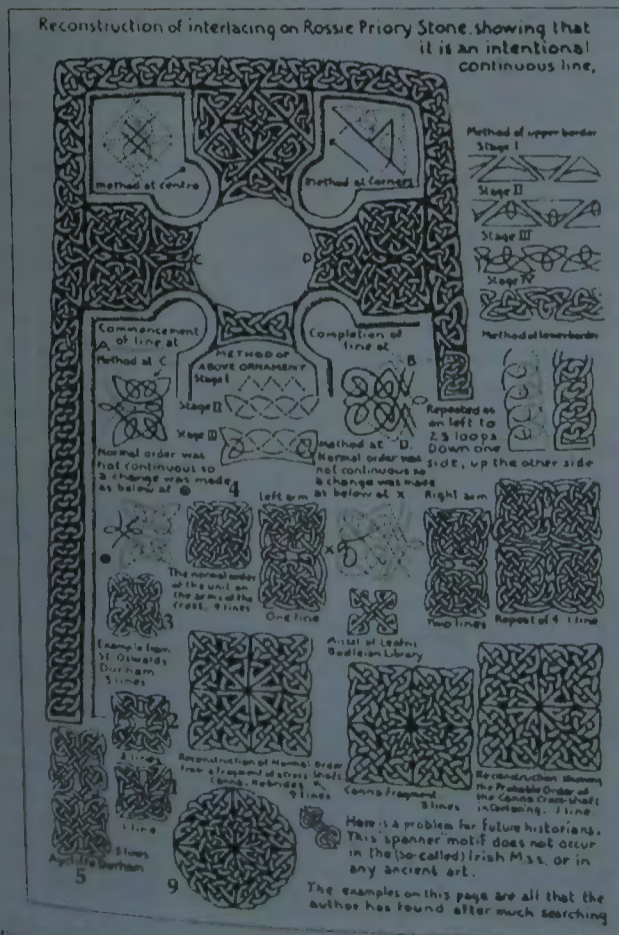 Reconstruction of interlacing on Rossie Priory Stone, showing that
it is an intentional
continuous line,
Method at centre
Method at Corners
Method of upper border
Stage I
Stage II
Stage III
Stage IV
C
D
Commencement
of line at
A
Method at C
Normal order was
not continuous so
a change was made
as below at ●
METHOD OF
ABOVE ORNAMENT
Stage I
Stage II
Stage III
Completion of
line at
B
Method at D.
Normal order was
not continuous so
a change was made
as below at x
Method of lower border
Repeated as
on left to
23 loops
Down one
side, up the other side
4
The normal order
of the unit on
the arms of the
cross. 4 lines
Left arm
One line
x
Right arm
Two lines
Repeat of 4 1 line
3
Example from
St. Oswalds
Durham
3 lines
Missal of Leofric
Bodleian Library
2
2 lines
1
1 line
Reconstruction of Normal Order
from a fragment of a cross shaft
Canna, Hebrides
9 lines
Canna Fragment
3 lines
Reconstruction showing
the Probable Order of
the Canna Cross-shaft
in Carving. 1 line
5 lines
Aycliffe Durham
5
9
Here is a problem for future historians.
This spanner motif does not occur
in the (so-called) Irish Mss. or in
any ancient art.
The examples on this page are all that the
author has found after much searching